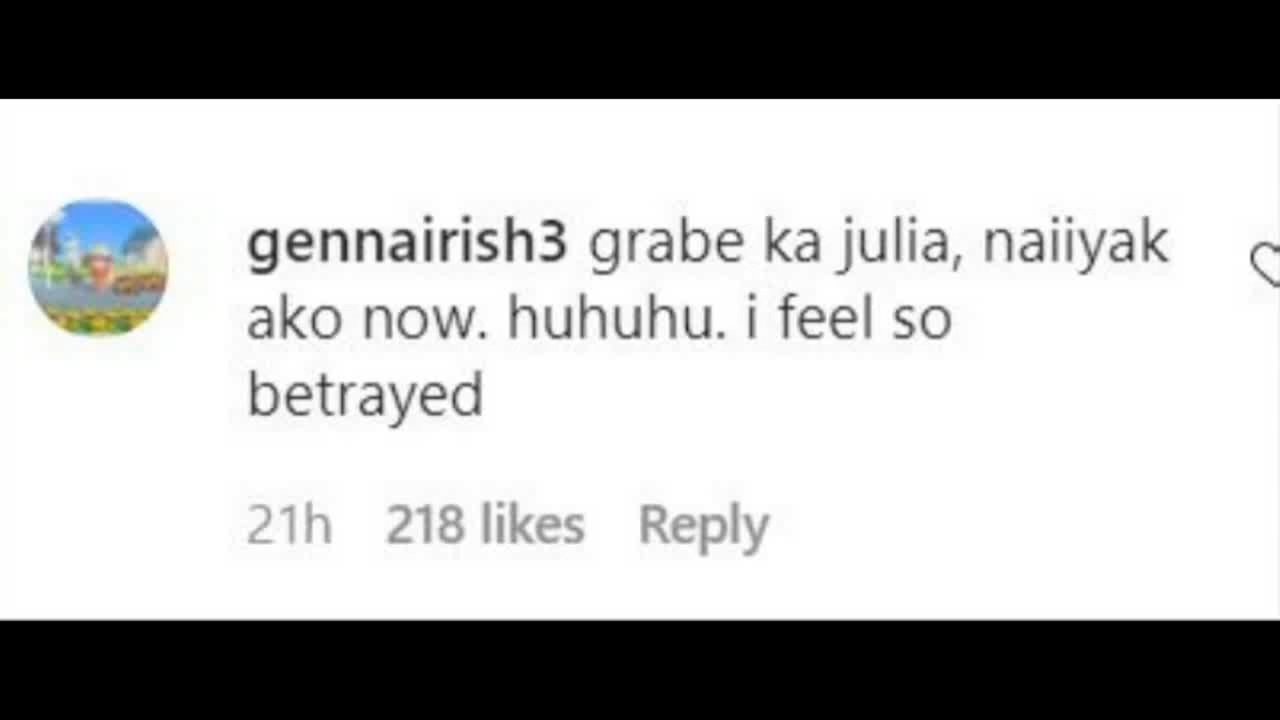 gennairish3 grabe ka julia, naiiyak
ako now. huhuhu. i feel so
betrayed
21h 218 likes Reply